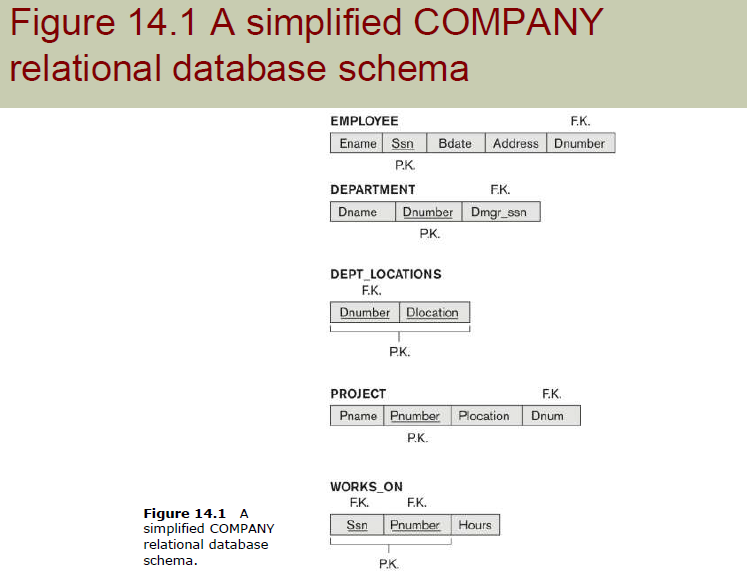 Figure 14.1 A simplified COMPANY
relational database schema
EMPLOYEE F.K.
Ename Ssn Bdate Address Dnumber
P.K.
DEPARTMENT F.K.
Dname Dnumber Dmgr_ssn
P.K.
DEPT_LOCATIONS
F.K.
Dnumber Dlocation
P.K.
PROJECT F.K.
Pname Pnumber Plocation Dnum
P.K.
WORKS_ON
F.K. F.K.
Ssn Pnumber Hours
P.K.
Figure 14.1 A
simplified COMPANY
relational database
schema.